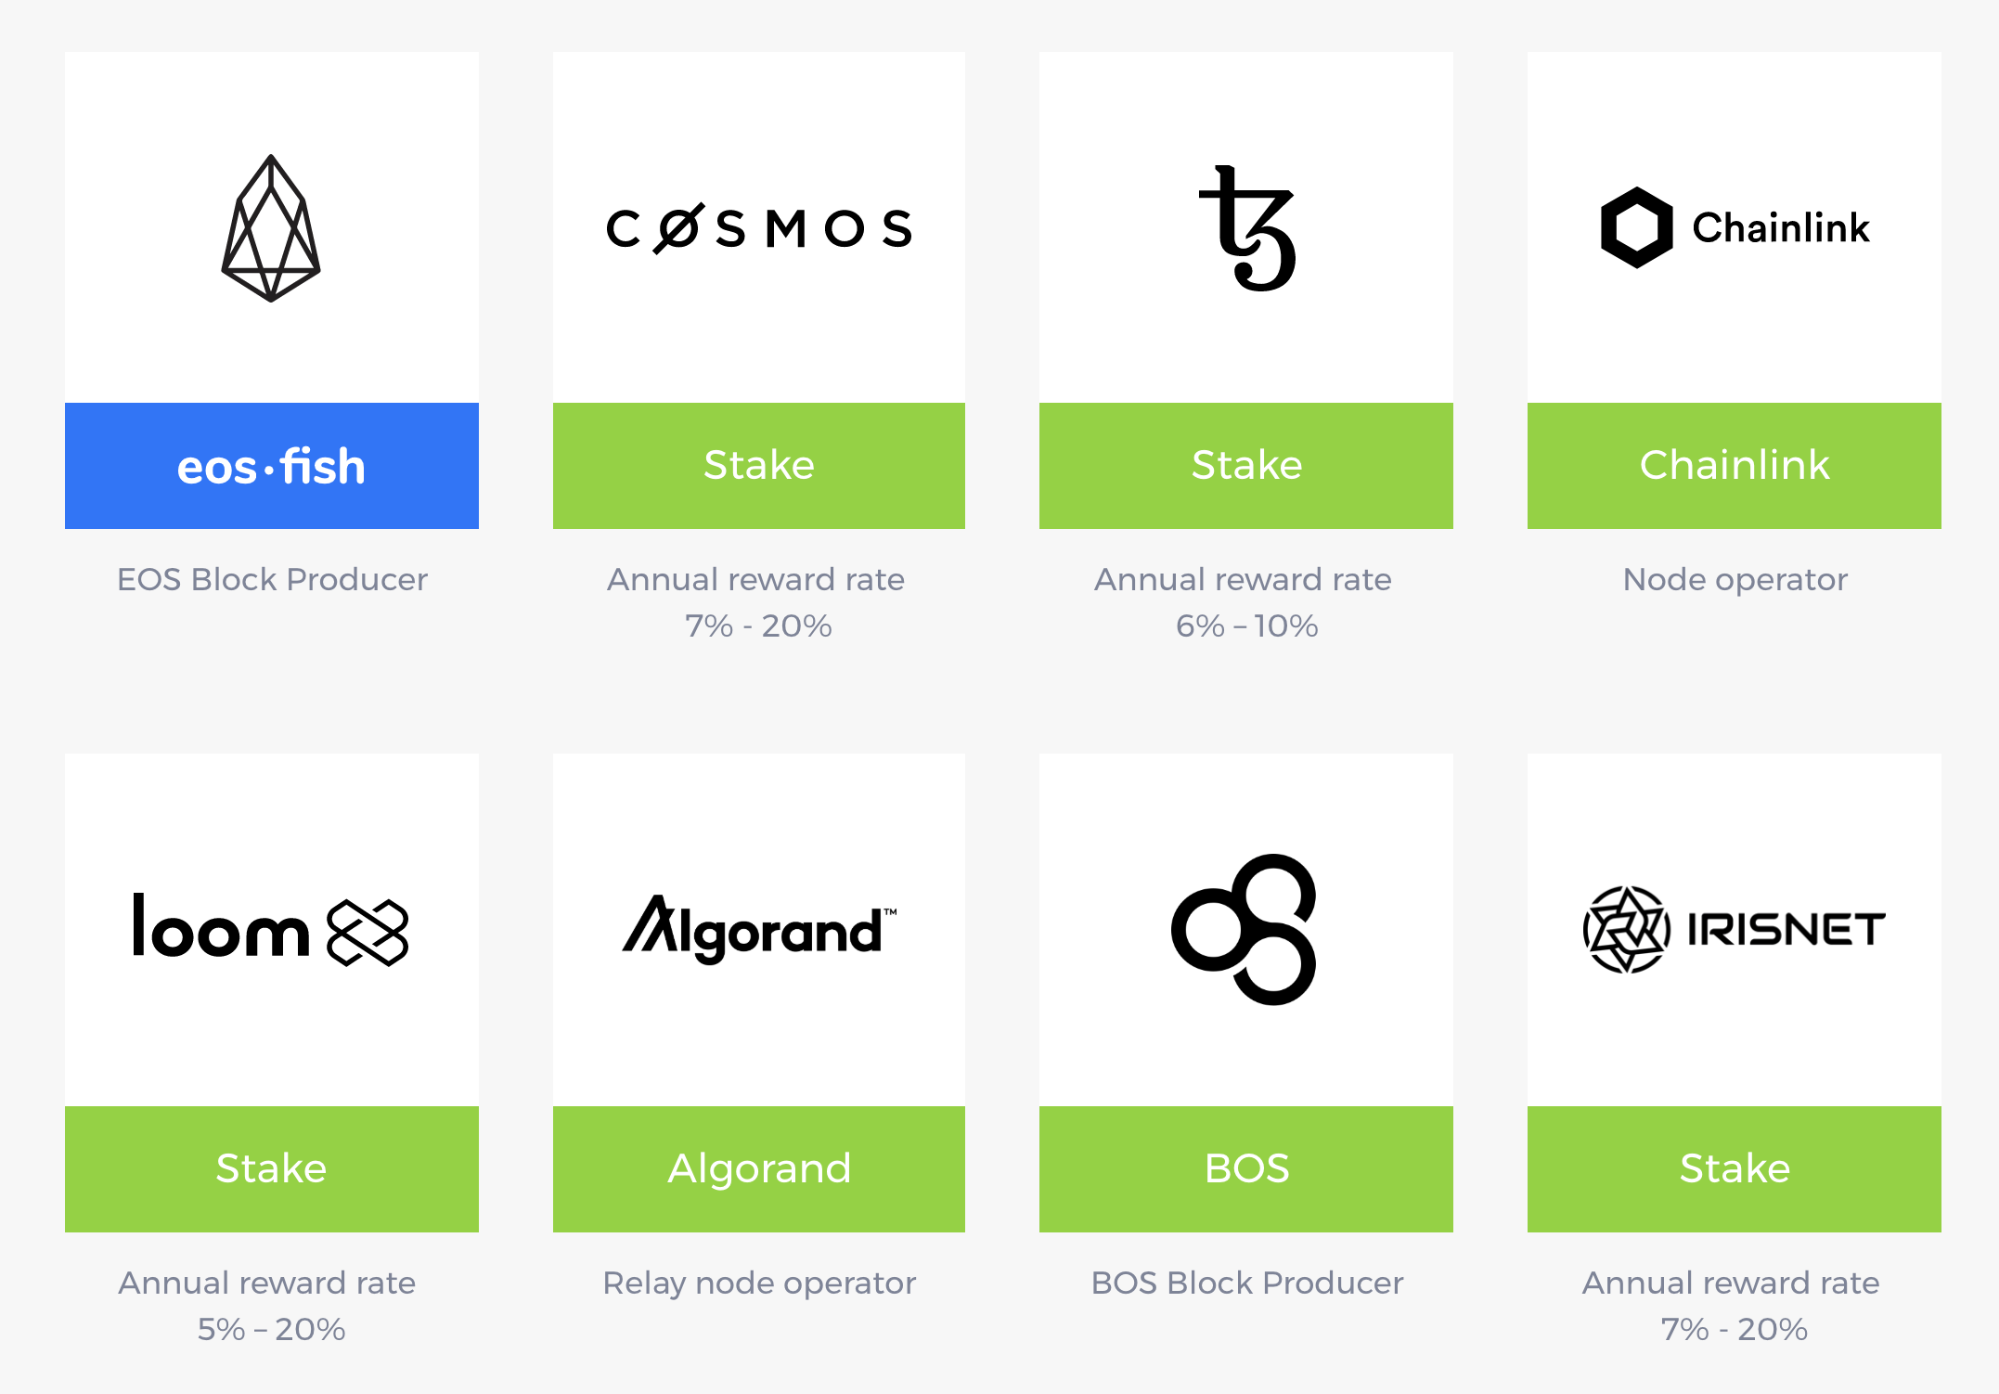 CØSMOS
Chainlink
eos·fish
Stake
Stake
Chainlink
EOS Block Producer
Annual reward rate
7% - 20%
Annual reward rate
6% – 10%
Node operator
loom
Algorand™
IRISNET
Stake
Algorand
BOS
Stake
Annual reward rate
5% – 20%
Relay node operator
BOS Block Producer
Annual reward rate
7% - 20%